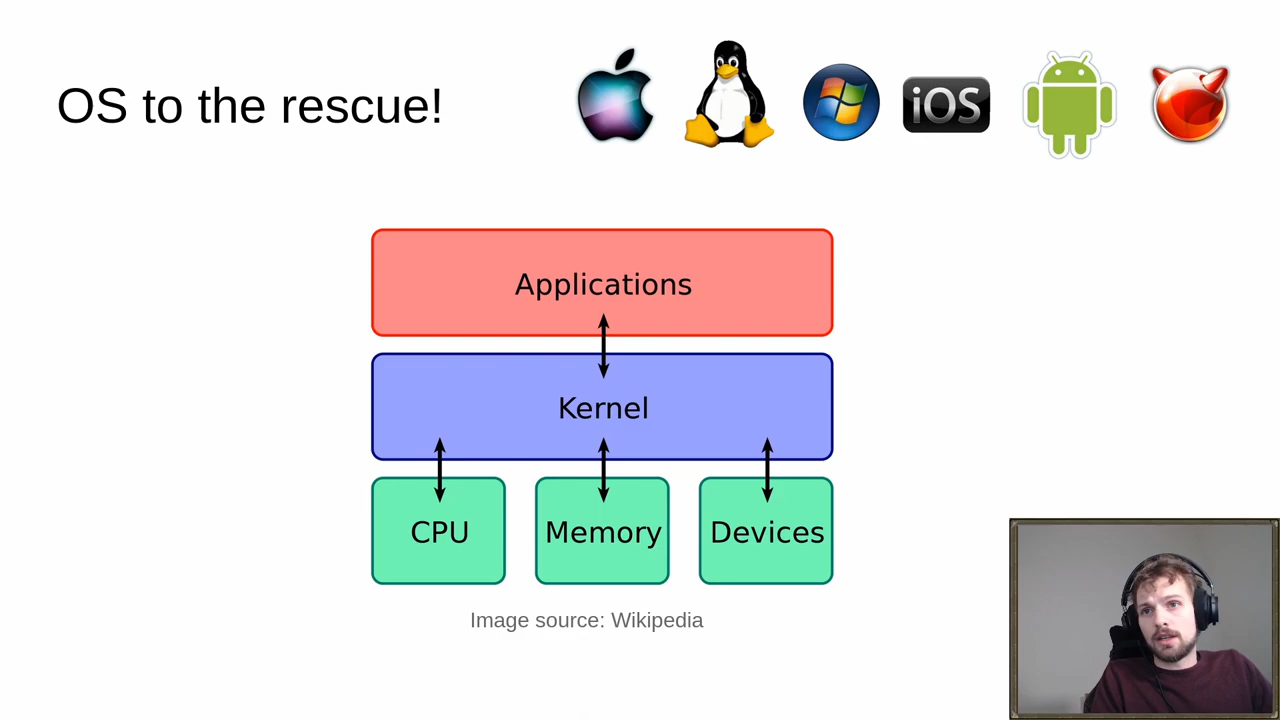 OS to the rescue!
iOS
Applications
Kernel
CPU
Memory
Devices
Image source: Wikipedia